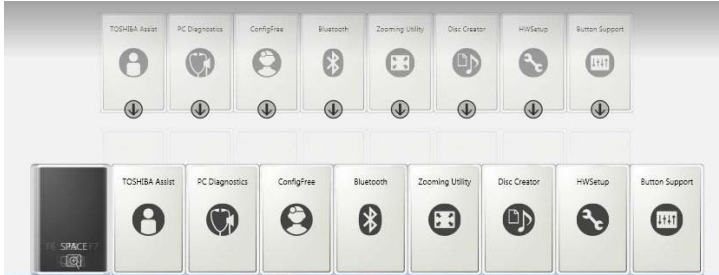 TOSHIBA Assist PC Diagnostics ConfigFree Bluetooth Zooming Utility Disc Creator HWSetup Button Support
TOSHIBA Assist PC Diagnostics ConfigFree Bluetooth Zooming Utility Disc Creator HWSetup Button Support
SPACE F7